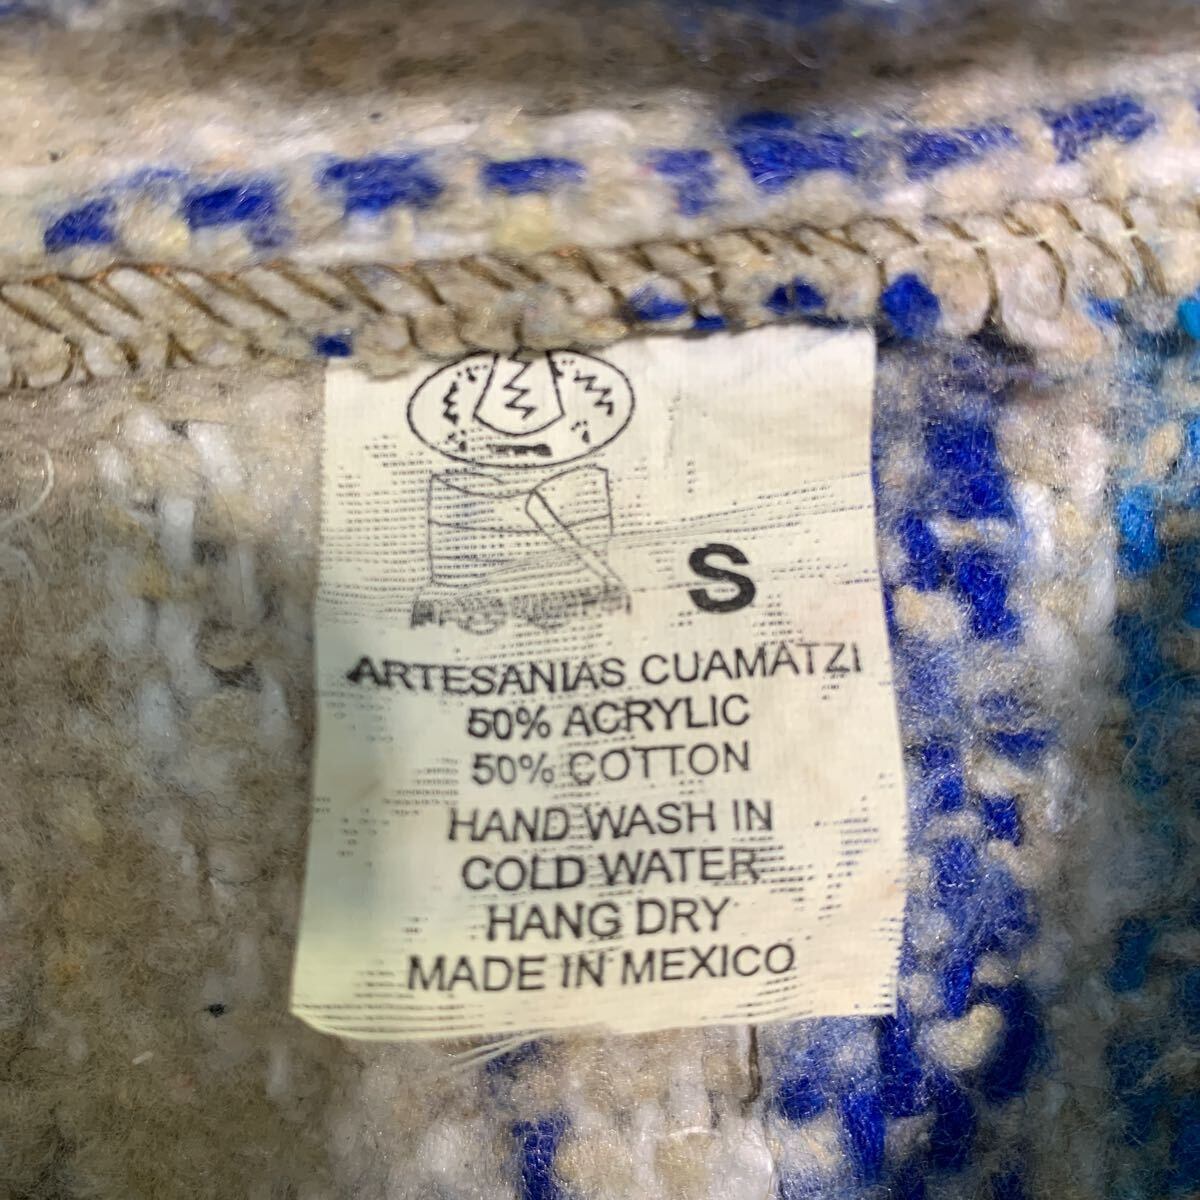 S
ARTESANIAS CUAMATZI
50% ACRYLIC
50% COTTON
HAND WASH IN
COLD WATER
HANG DRY
MADE IN MEXICO